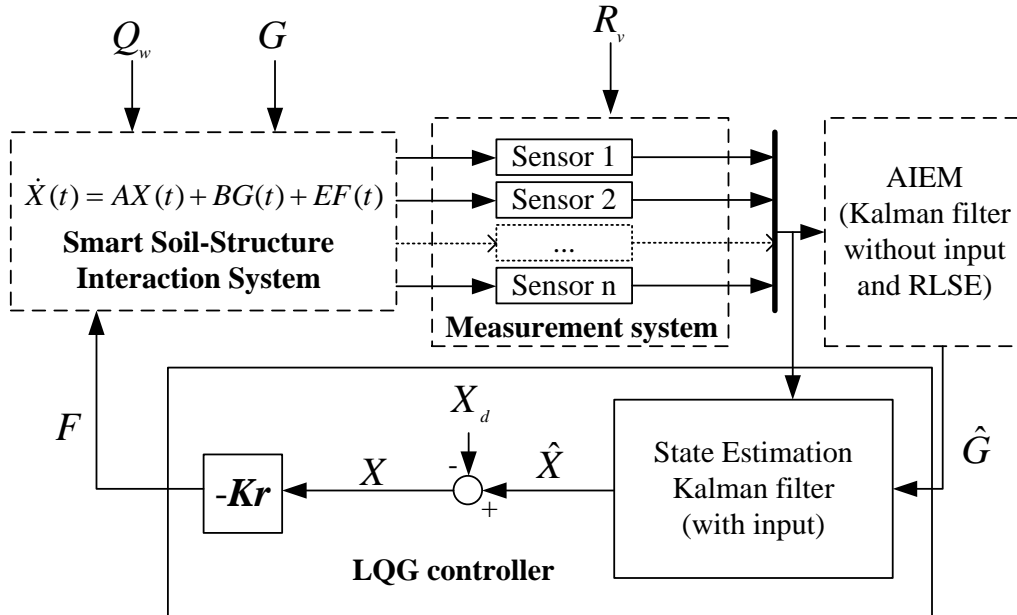 Q_w
G
R_v
Ẋ(t) = AX(t) + BG(t) + EF(t)
Smart Soil-Structure
Interaction System
Sensor 1
Sensor 2
...
Sensor n
Measurement system
AIEM
(Kalman filter
without input
and RLSE)
F
X_d
-
+
X
X̂
-Kr
State Estimation
Kalman filter
(with input)
Ĝ
LQG controller